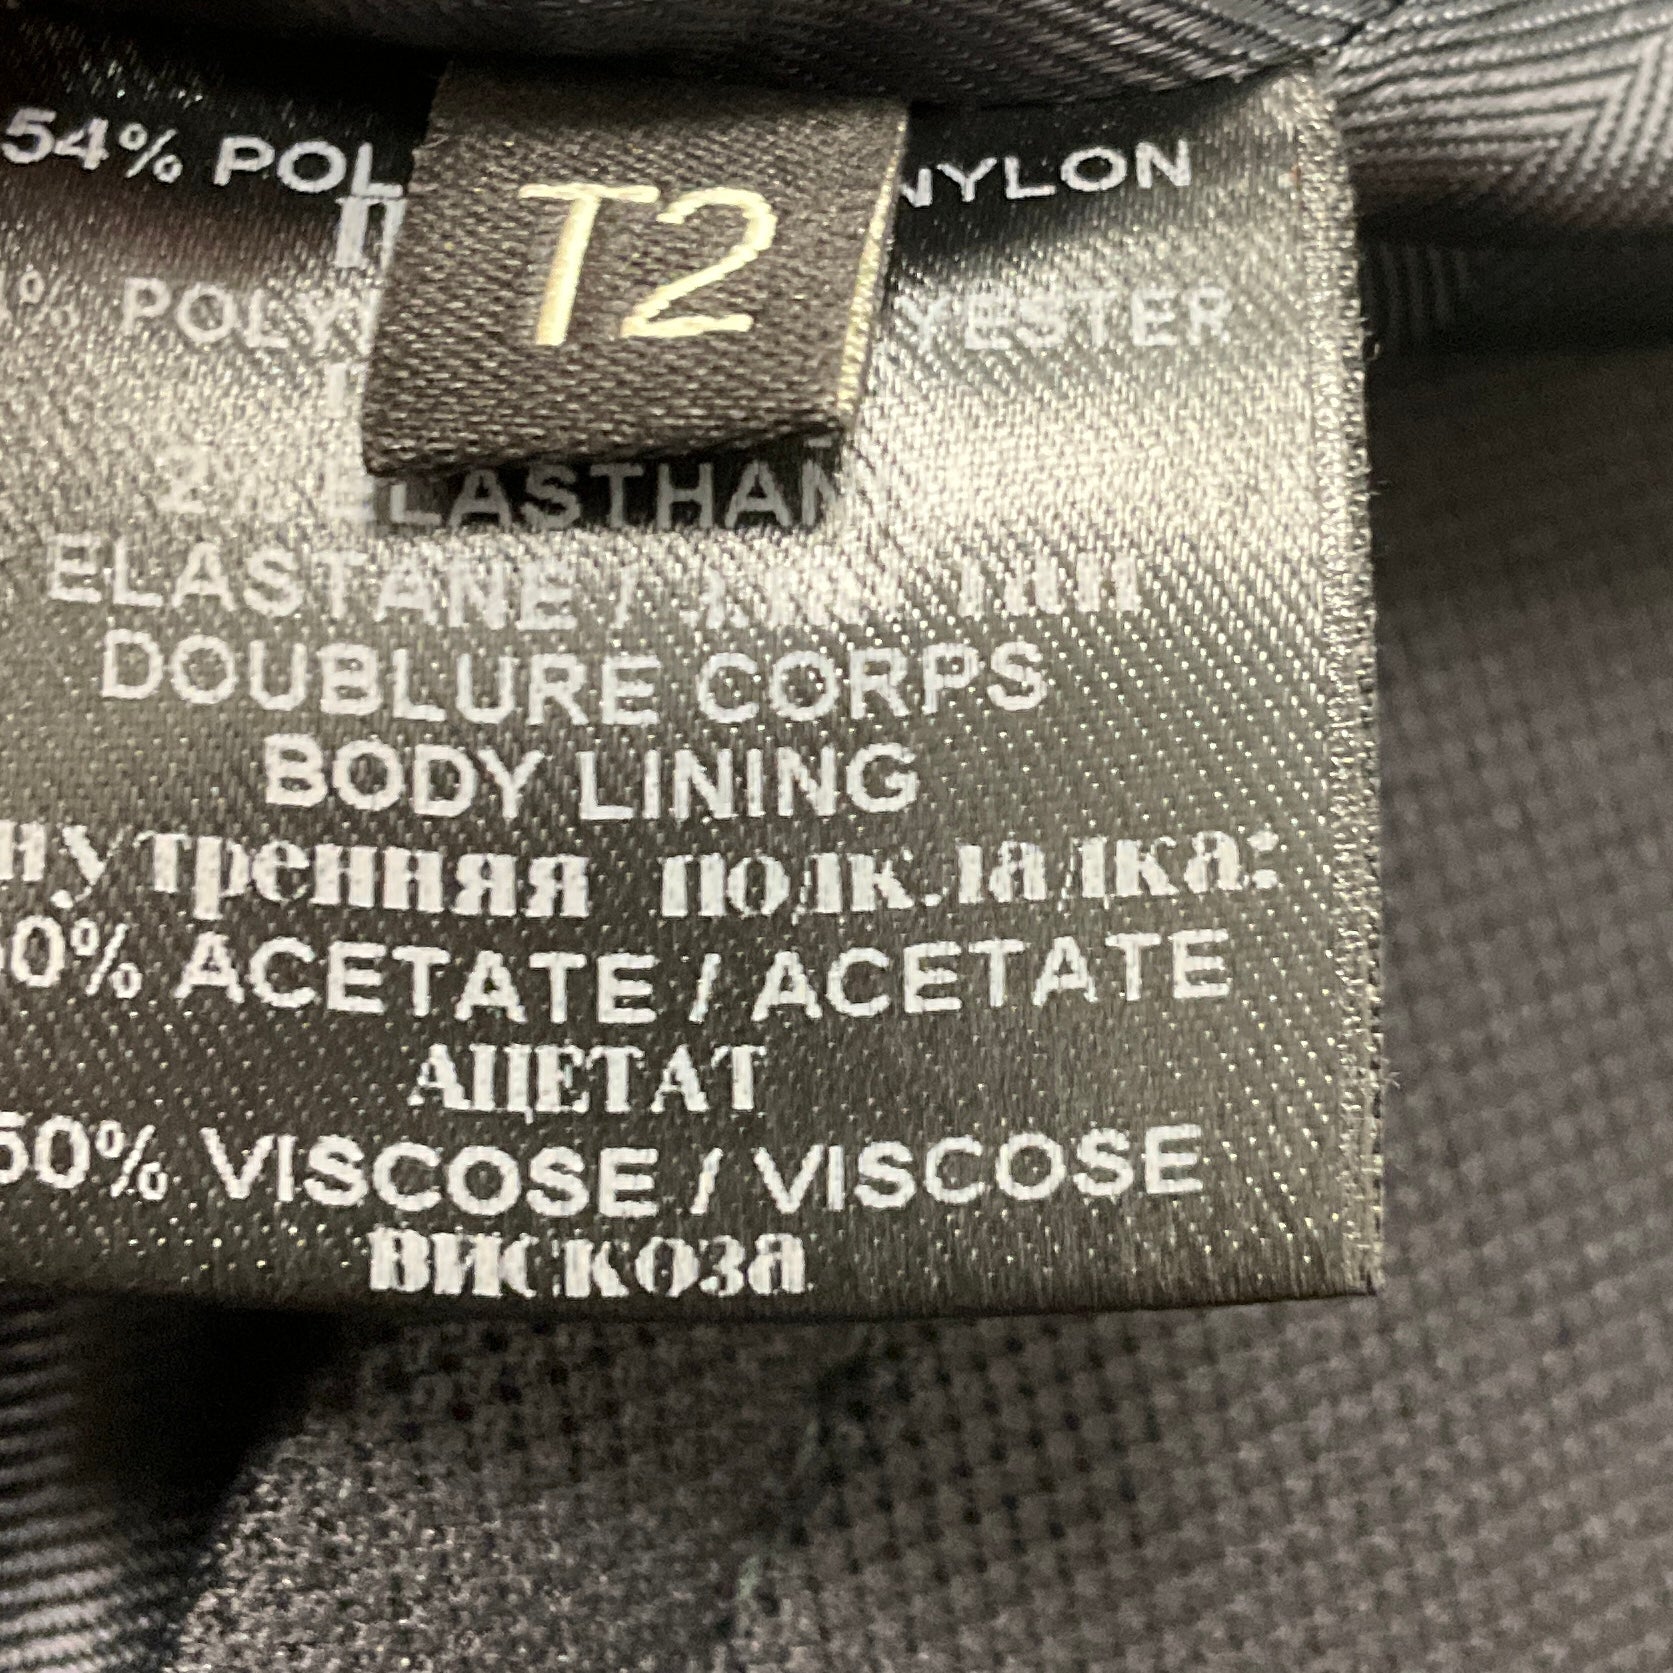 54% POL NYLON
T2
% POLY YESTER
2% ELASTHAN
ELASTANE /
DOUBLURE CORPS
BODY LINING
нутренняя подкладка:
0% ACETATE / ACETATE
АЦЕТАТ
50% VISCOSE / VISCOSE
вискоза